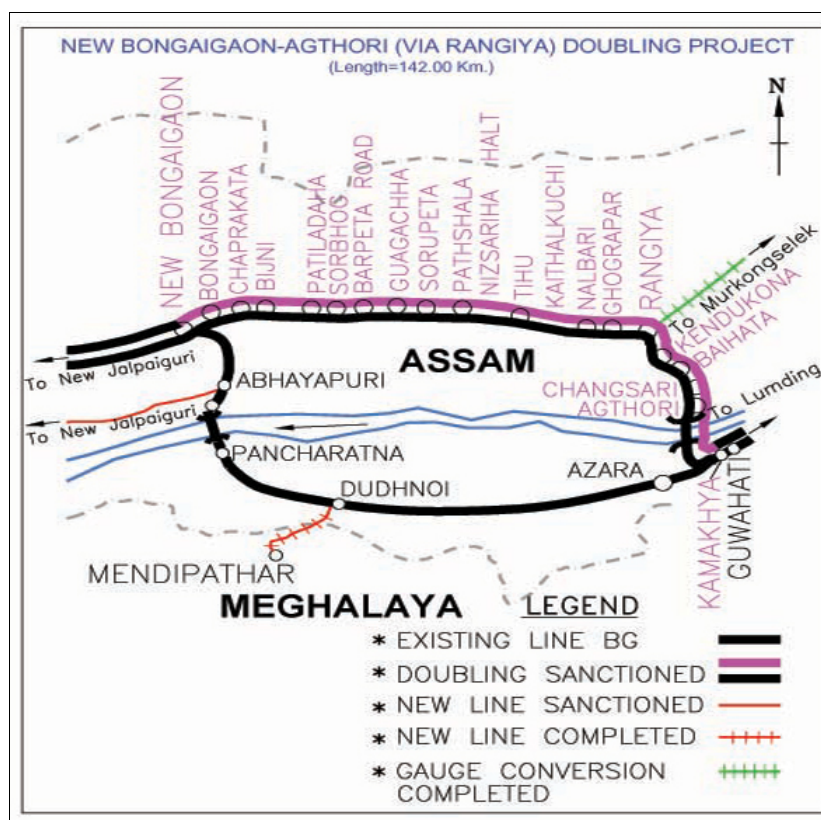 NEW BONGAIGAON-AGTHORI (VIA RANGIYA) DOUBLING PROJECT
(Length=142.00 Km.)
N
NEW BONGAIGAON
BONGAIGAON
CHAPRAKATA
BIJNI
PATILADAHA
SORBHOG
BARPETA ROAD
GUAGACHHA
SORUPETA
PATHSHALA
NIZSARIHA HALT
TIHU
KAITHALKUCHI
NALBARI
GHOGRAPAR
RANGIYA
To Murkongselek
KENDUKONA
BAIHATA
To New Jalpaiguri
ABHAYAPURI
ASSAM
CHANGSARI
AGTHORI
To Lumding
To New Jalpaiguri
PANCHARATNA
AZARA
DUDHNOI
KAMAKHYA
GUWAHATI
MENDIPATHAR
MEGHALAYA
LEGEND
* EXISTING LINE BG
* DOUBLING SANCTIONED
* NEW LINE SANCTIONED
* NEW LINE COMPLETED
* GAUGE CONVERSION
COMPLETED